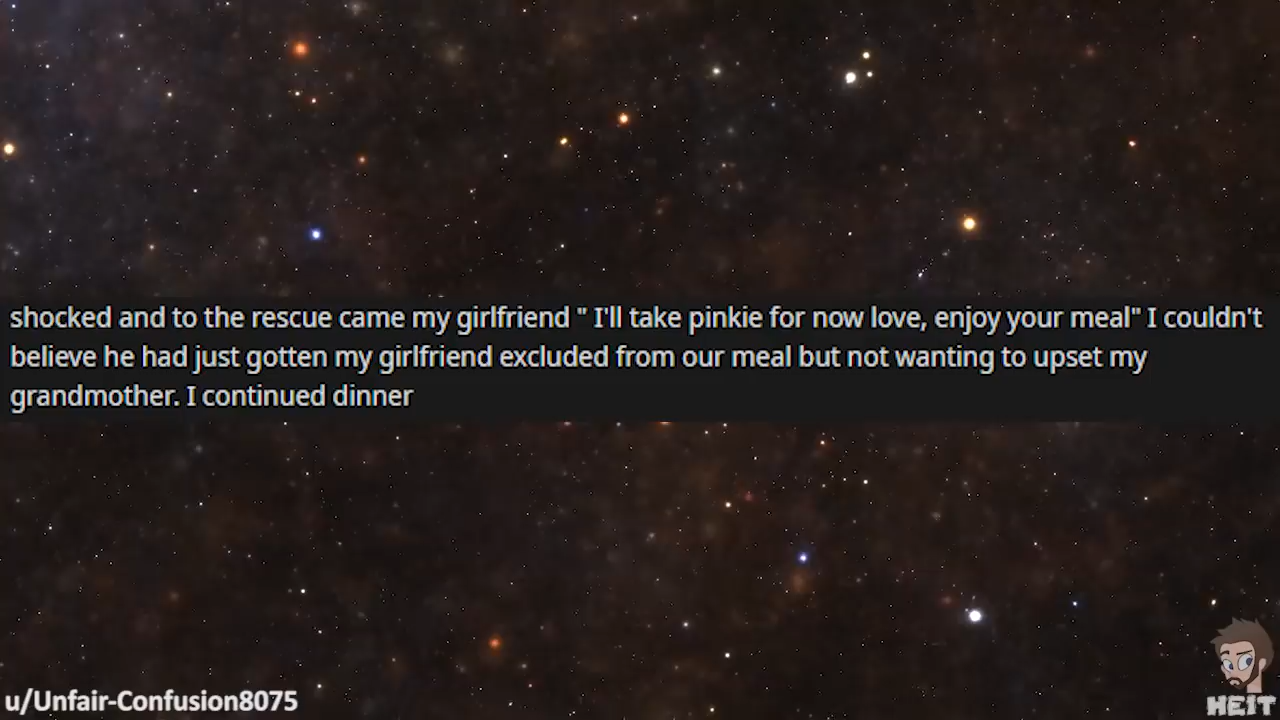 shocked and to the rescue came my girlfriend " I'll take pinkie for now love, enjoy your meal" I couldn't
believe he had just gotten my girlfriend excluded from our meal but not wanting to upset my
grandmother. I continued dinner
u/Unfair-Confusion8075
HEIT